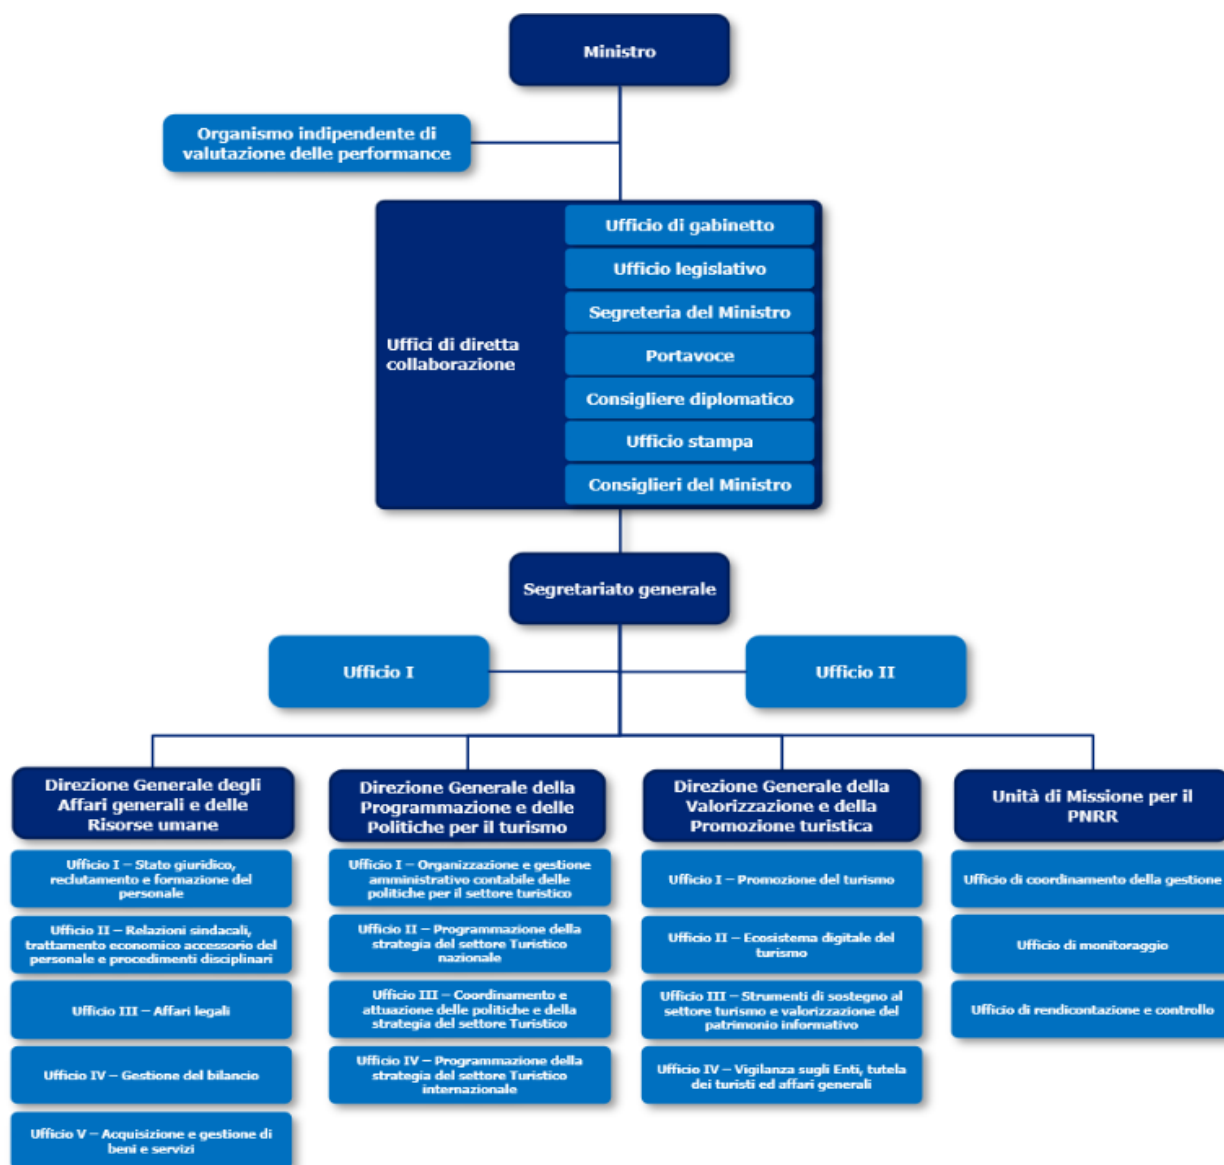 Ministro
Organismo indipendente di
valutazione delle performance
Uffici di diretta
collaborazione
Ufficio di gabinetto
Ufficio legislativo
Segreteria del Ministro
Portavoce
Consigliere diplomatico
Ufficio stampa
Consiglieri del Ministro
Segretariato generale
Ufficio I
Ufficio II
Direzione Generale degli
Affari generali e delle
Risorse umane
Ufficio I – Stato giuridico,
reclutamento e formazione del
personale
Ufficio II – Relazioni sindacali,
trattamento economico accessorio del
personale e procedimenti disciplinari
Ufficio III – Affari legali
Ufficio IV – Gestione del bilancio
Ufficio V – Acquisizione e gestione di
beni e servizi
Direzione Generale della
Programmazione e delle
Politiche per il turismo
Ufficio I – Organizzazione e gestione
amministrativo contabile delle
politiche per il settore turistico
Ufficio II – Programmazione della
strategia del settore Turistico
nazionale
Ufficio III – Coordinamento e
attuazione delle politiche e della
strategia del settore Turistico
Ufficio IV – Programmazione della
strategia del settore Turistico
internazionale
Direzione Generale della
Valorizzazione e della
Promozione turistica
Ufficio I – Promozione del turismo
Ufficio II – Ecosistema digitale del
turismo
Ufficio III – Strumenti di sostegno al
settore turismo e valorizzazione del
patrimonio informativo
Ufficio IV – Vigilanza sugli Enti, tutela
dei turisti ed affari generali
Unità di Missione per il
PNRR
Ufficio di coordinamento della gestione
Ufficio di monitoraggio
Ufficio di rendicontazione e controllo